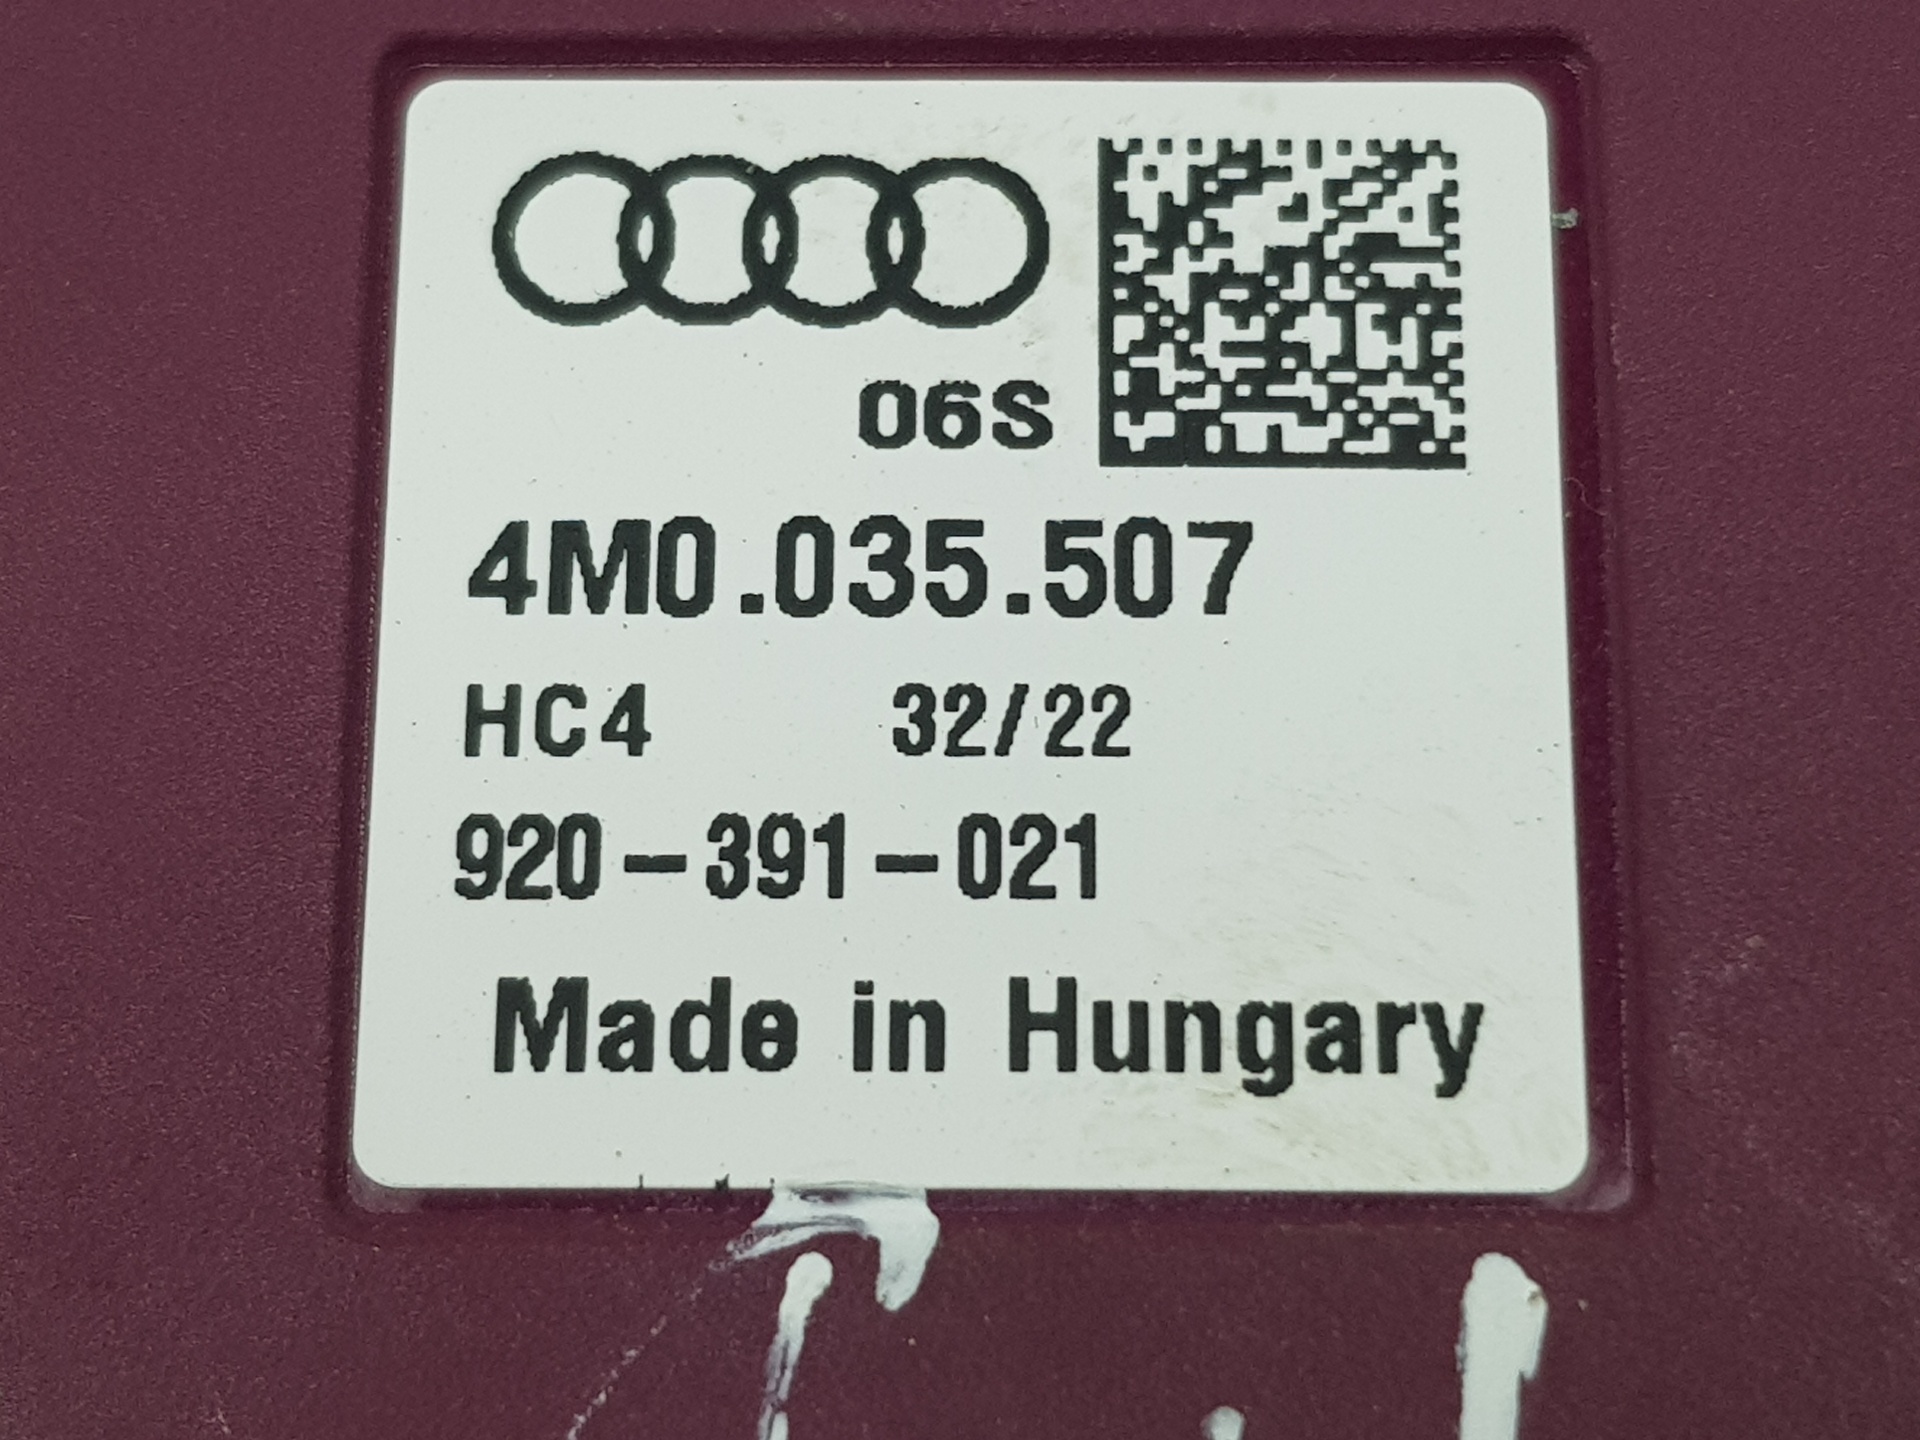 06S
4M0.035.507
HC4 32/22
920-391-021
Made in Hungary